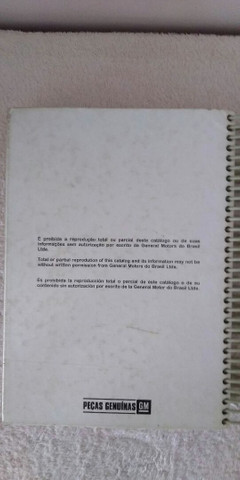 É proibida a reprodução total ou parcial deste catálogo ou de suas
informações sem autorização por escrito da General Motors do Brasil
Ltda.
Total or partial reprodution of this catalog and its information may not be
without written permission from General Motors do Brasil Ltda.
Es prohibida la reproducción total o parcial de este catálogo o de su
contenido sin autorización por escrito de la General Motor do Brasil Ltda.
PEÇAS GENUÍNAS GM